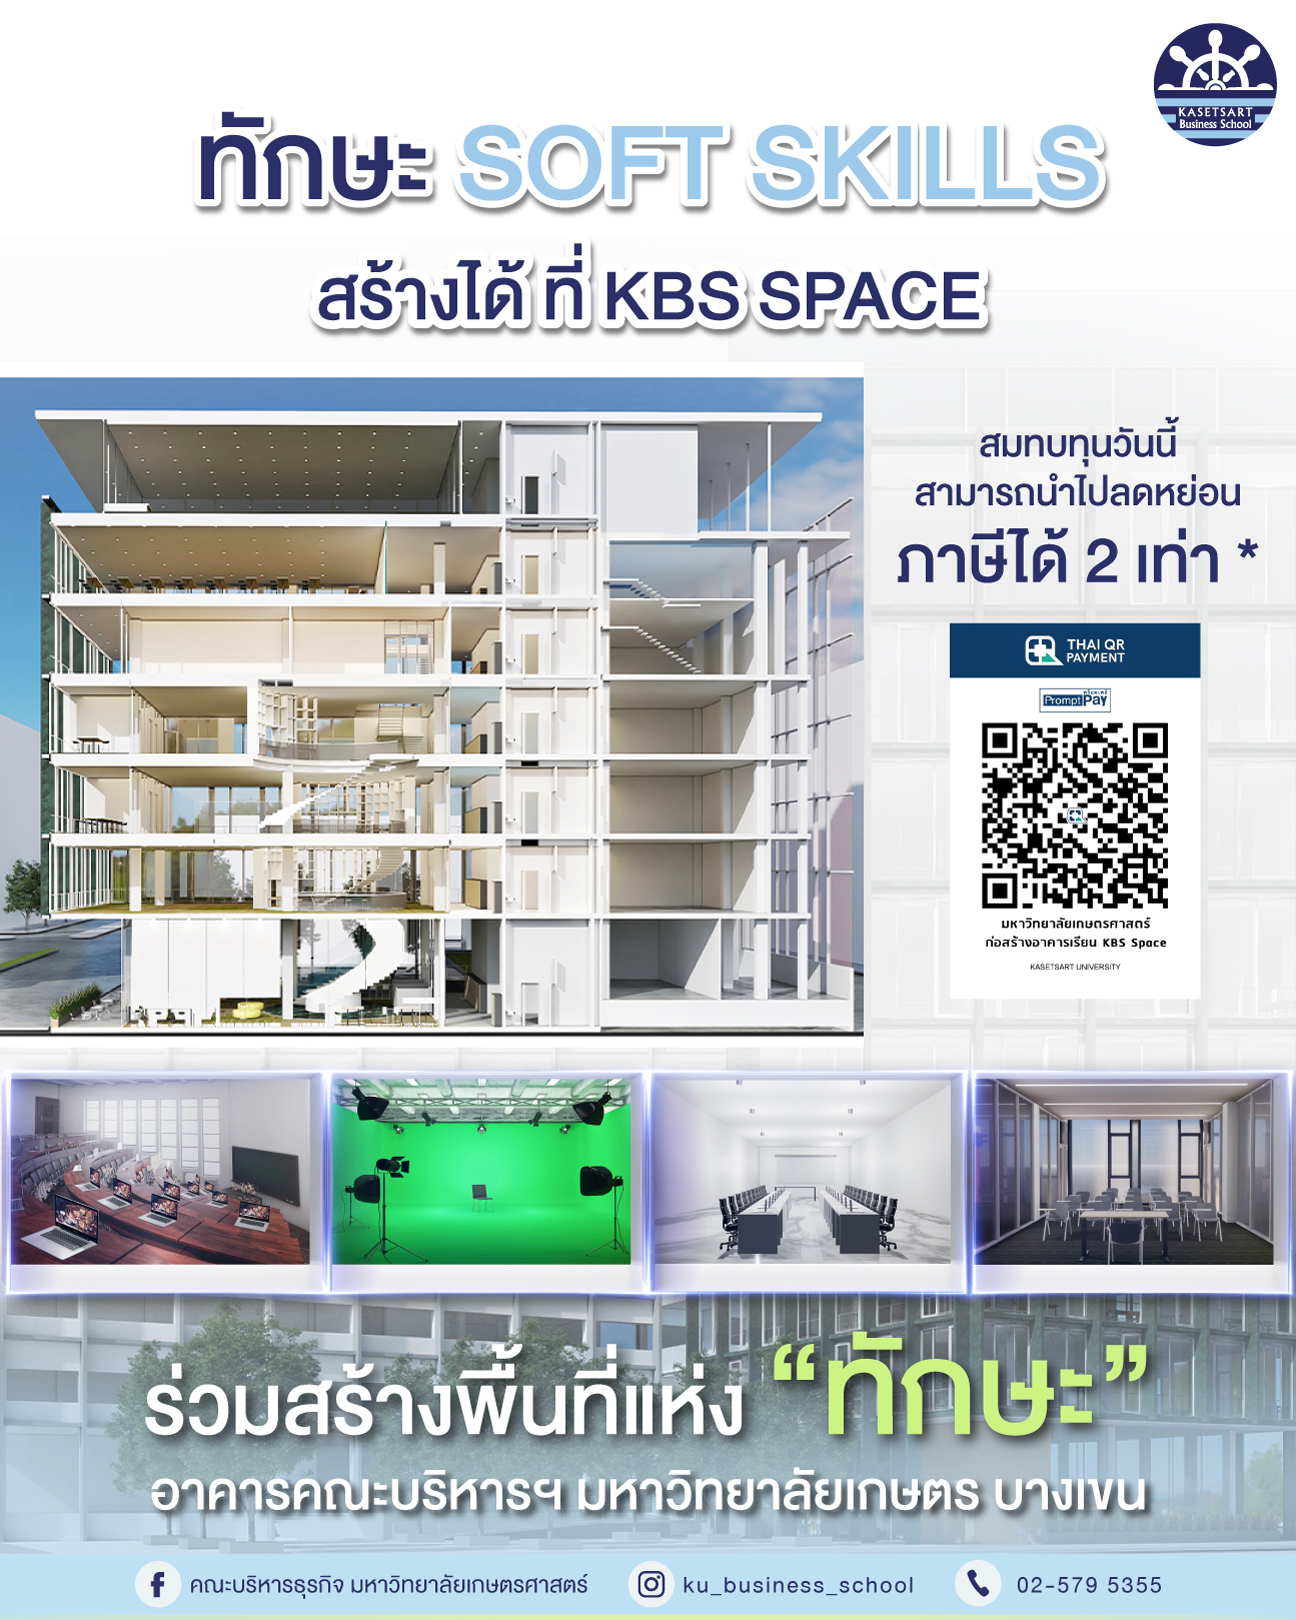 KASETSART
Business School
ทักษะ SOFT SKILLS
สร้างได้ ที่ KBS SPACE
สมทบทุนวันนี้
สามารถนำไปลดหย่อน
ภาษีได้ 2 เท่า *
THAI QR
PAYMENT
พร้อมเพย์
PromptPay
มหาวิทยาลัยเกษตรศาสตร์
ก่อสร้างอาคารเรียน KBS Space
KASETSART UNIVERSITY
ร่วมสร้างพื้นที่แห่ง “ทักษะ”
อาคารคณะบริหารฯ มหาวิทยาลัยเกษตร บางเขน
คณะบริหารธุรกิจ มหาวิทยาลัยเกษตรศาสตร์
ku_business_school
02-579 5355